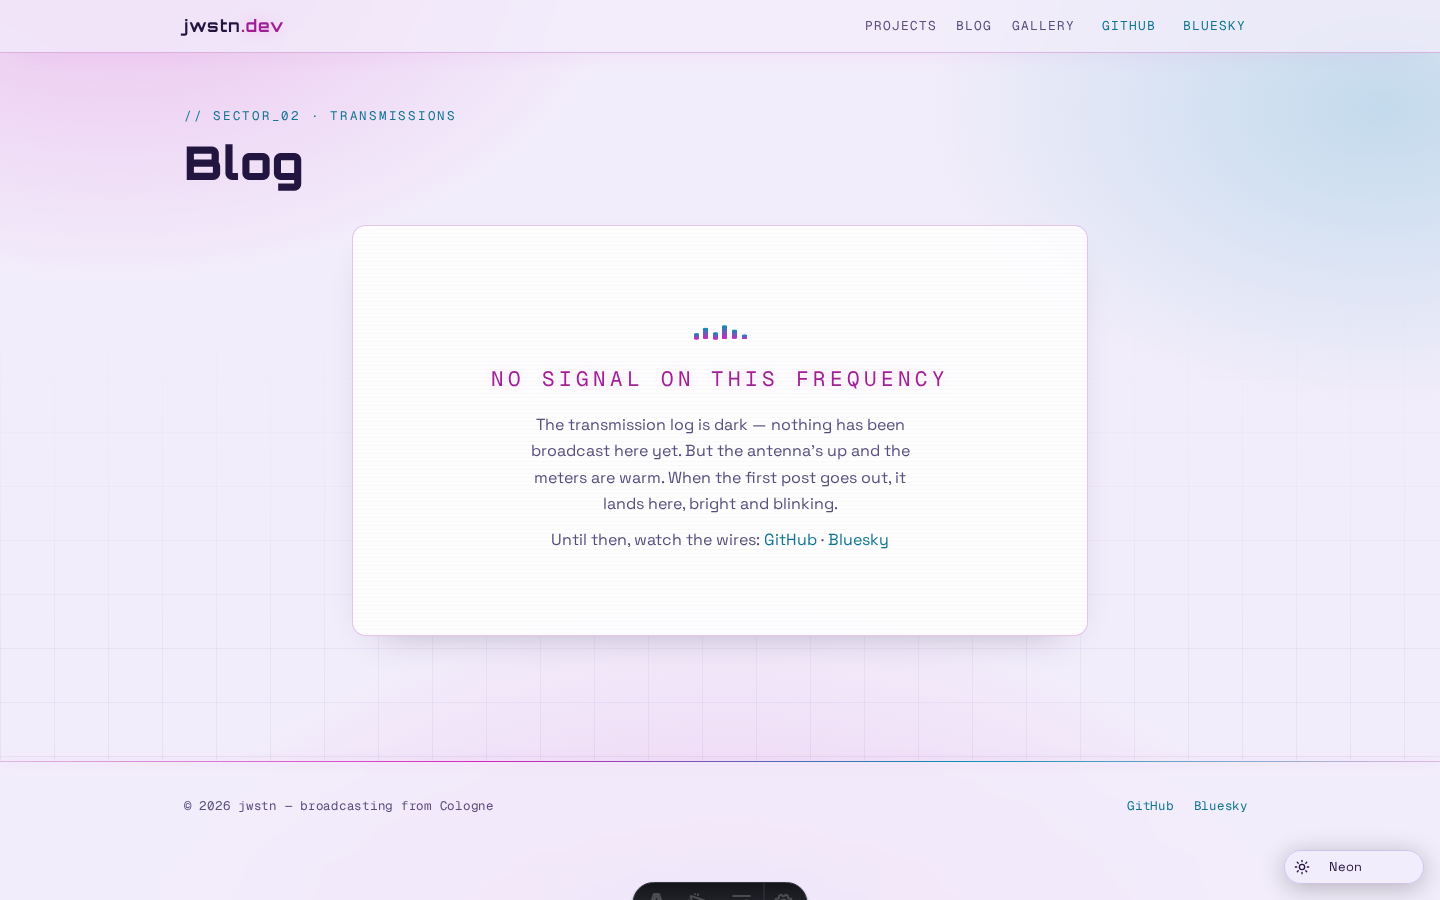 jwstn.dev
PROJECTS BLOG GALLERY GITHUB BLUESKY
// SECTOR_02 · TRANSMISSIONS
Blog
NO SIGNAL ON THIS FREQUENCY
The transmission log is dark — nothing has been
broadcast here yet. But the antenna's up and the
meters are warm. When the first post goes out, it
lands here, bright and blinking.
Until then, watch the wires: GitHub · Bluesky
© 2026 jwstn — broadcasting from Cologne
GitHub Bluesky
Neon